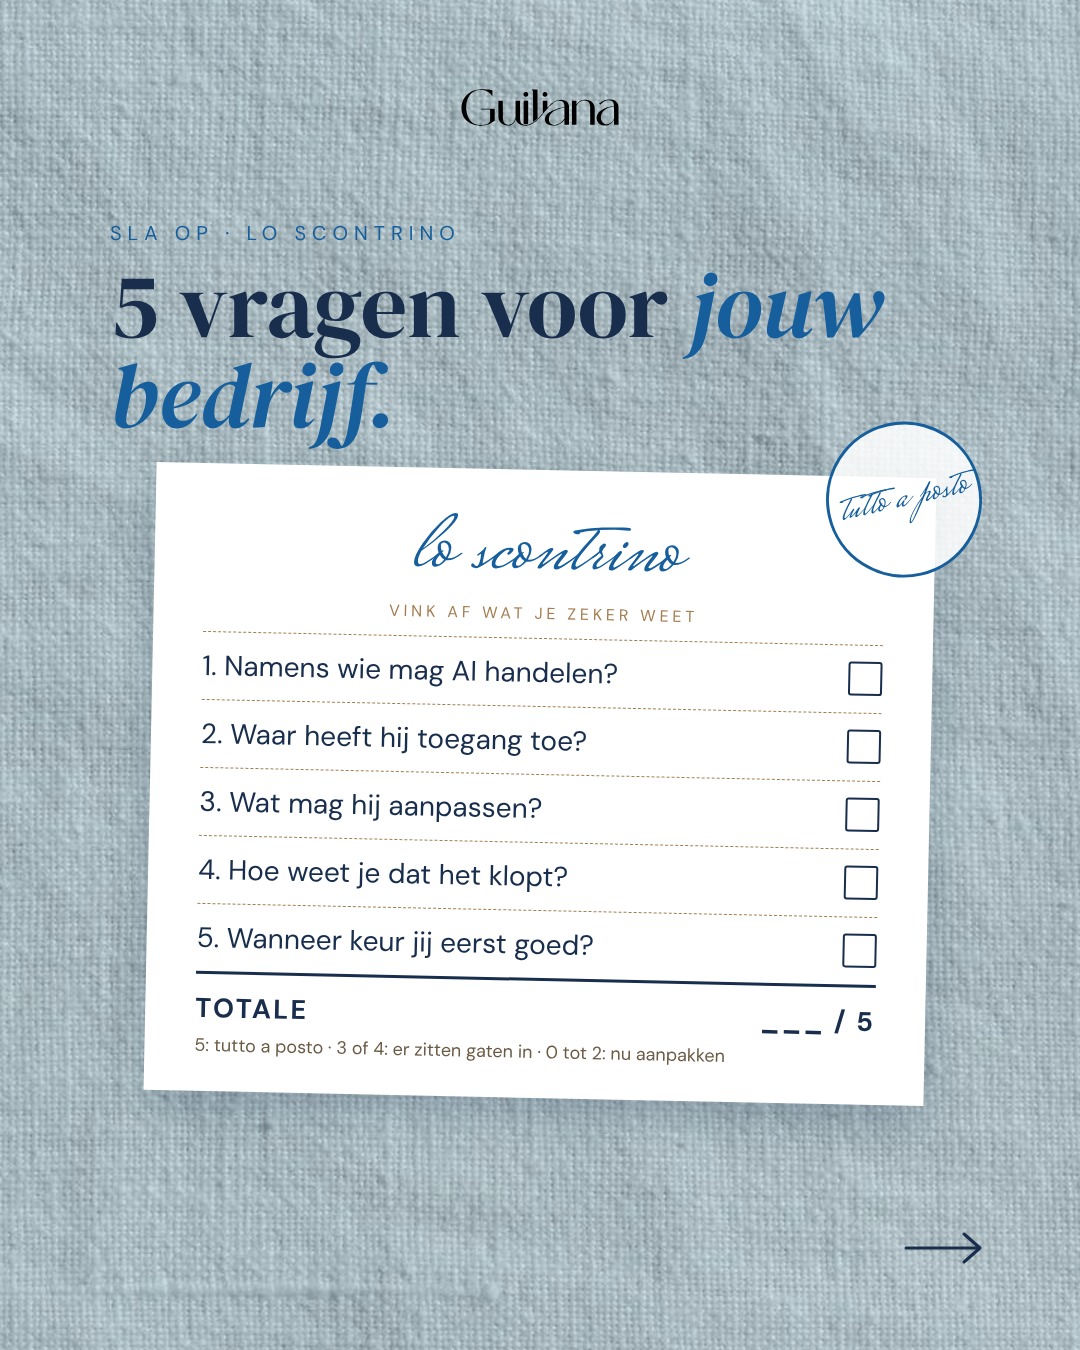 Guiliana
SLA OP · LO SCONTRINO
5 vragen voor jouw
bedrijf.
tutto a posto
lo scontrino
VINK AF WAT JE ZEKER WEET
1. Namens wie mag AI handelen?
2. Waar heeft hij toegang toe?
3. Wat mag hij aanpassen?
4. Hoe weet je dat het klopt?
5. Wanneer keur jij eerst goed?
TOTALE ___ / 5
5: tutto a posto · 3 of 4: er zitten gaten in · 0 tot 2: nu aanpakken